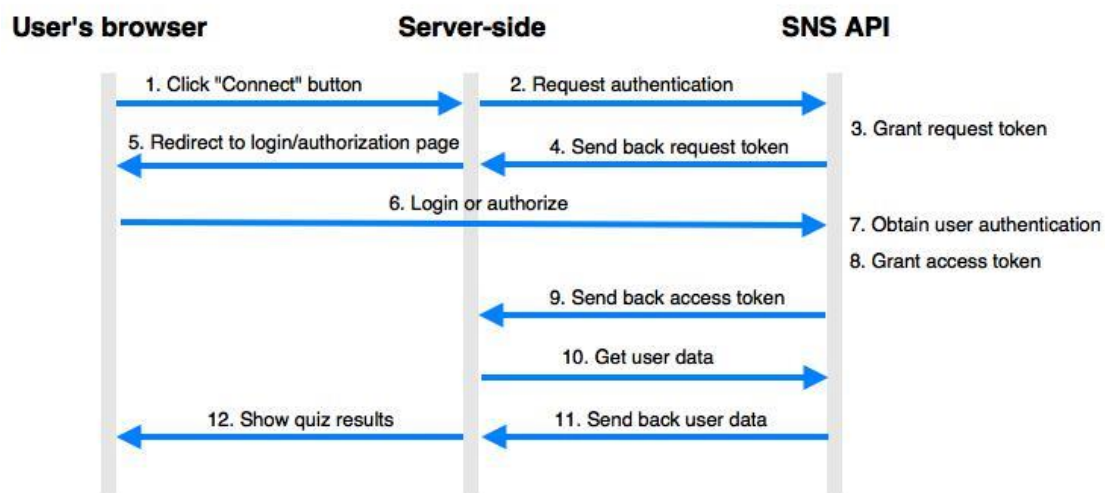 User's browser
Server-side
SNS API
1. Click "Connect" button
2. Request authentication
3. Grant request token
5. Redirect to login/authorization page
4. Send back request token
6. Login or authorize
7. Obtain user authentication
8. Grant access token
9. Send back access token
10. Get user data
12. Show quiz results
11. Send back user data